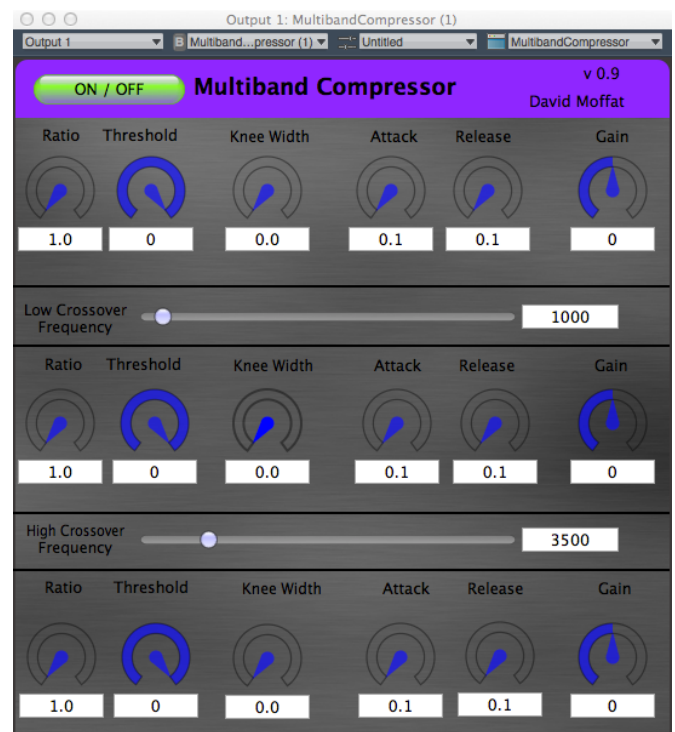 Output 1: MultibandCompressor (1)
Output 1 B Multiband...pressor (1) Untitled MultibandCompressor
ON / OFF Multiband Compressor v 0.9
David Moffat
Ratio Threshold Knee Width Attack Release Gain
1.0 0 0.0 0.1 0.1 0
Low Crossover
Frequency
1000
Ratio Threshold Knee Width Attack Release Gain
1.0 0 0.0 0.1 0.1 0
High Crossover
Frequency
3500
Ratio Threshold Knee Width Attack Release Gain
1.0 0 0.0 0.1 0.1 0